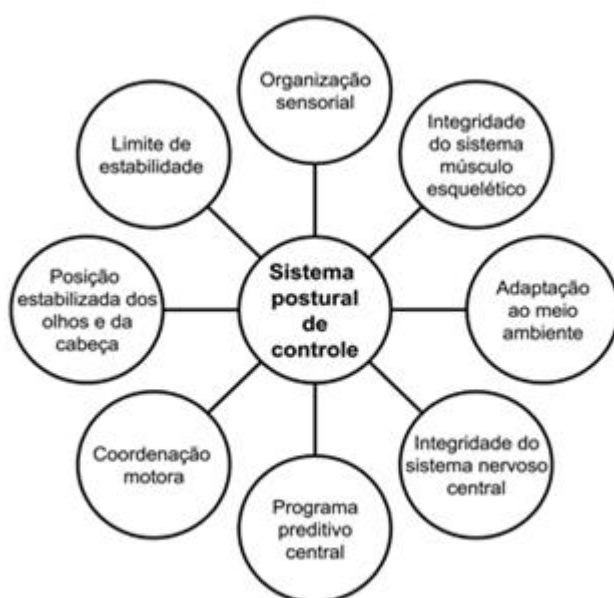 Organização
sensorial
Integridade
do sistema
músculo
esquelético
Adaptação
ao meio
ambiente
Integridade do
sistema nervoso
central
Programa
preditivo
central
Coordenação
motora
Posição
estabilizada dos
olhos e da
cabeça
Limite de
estabilidade
Sistema
postural
de
controle